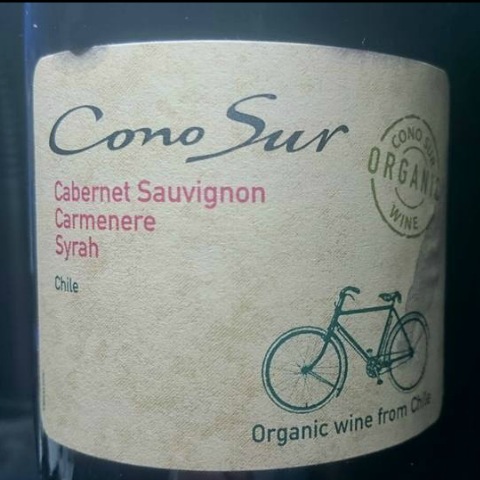 Cono Sur
Cabernet Sauvignon
Carmenere
Syrah
Chile
CONO SUR
ORGANIC
WINE
Organic wine from Chile